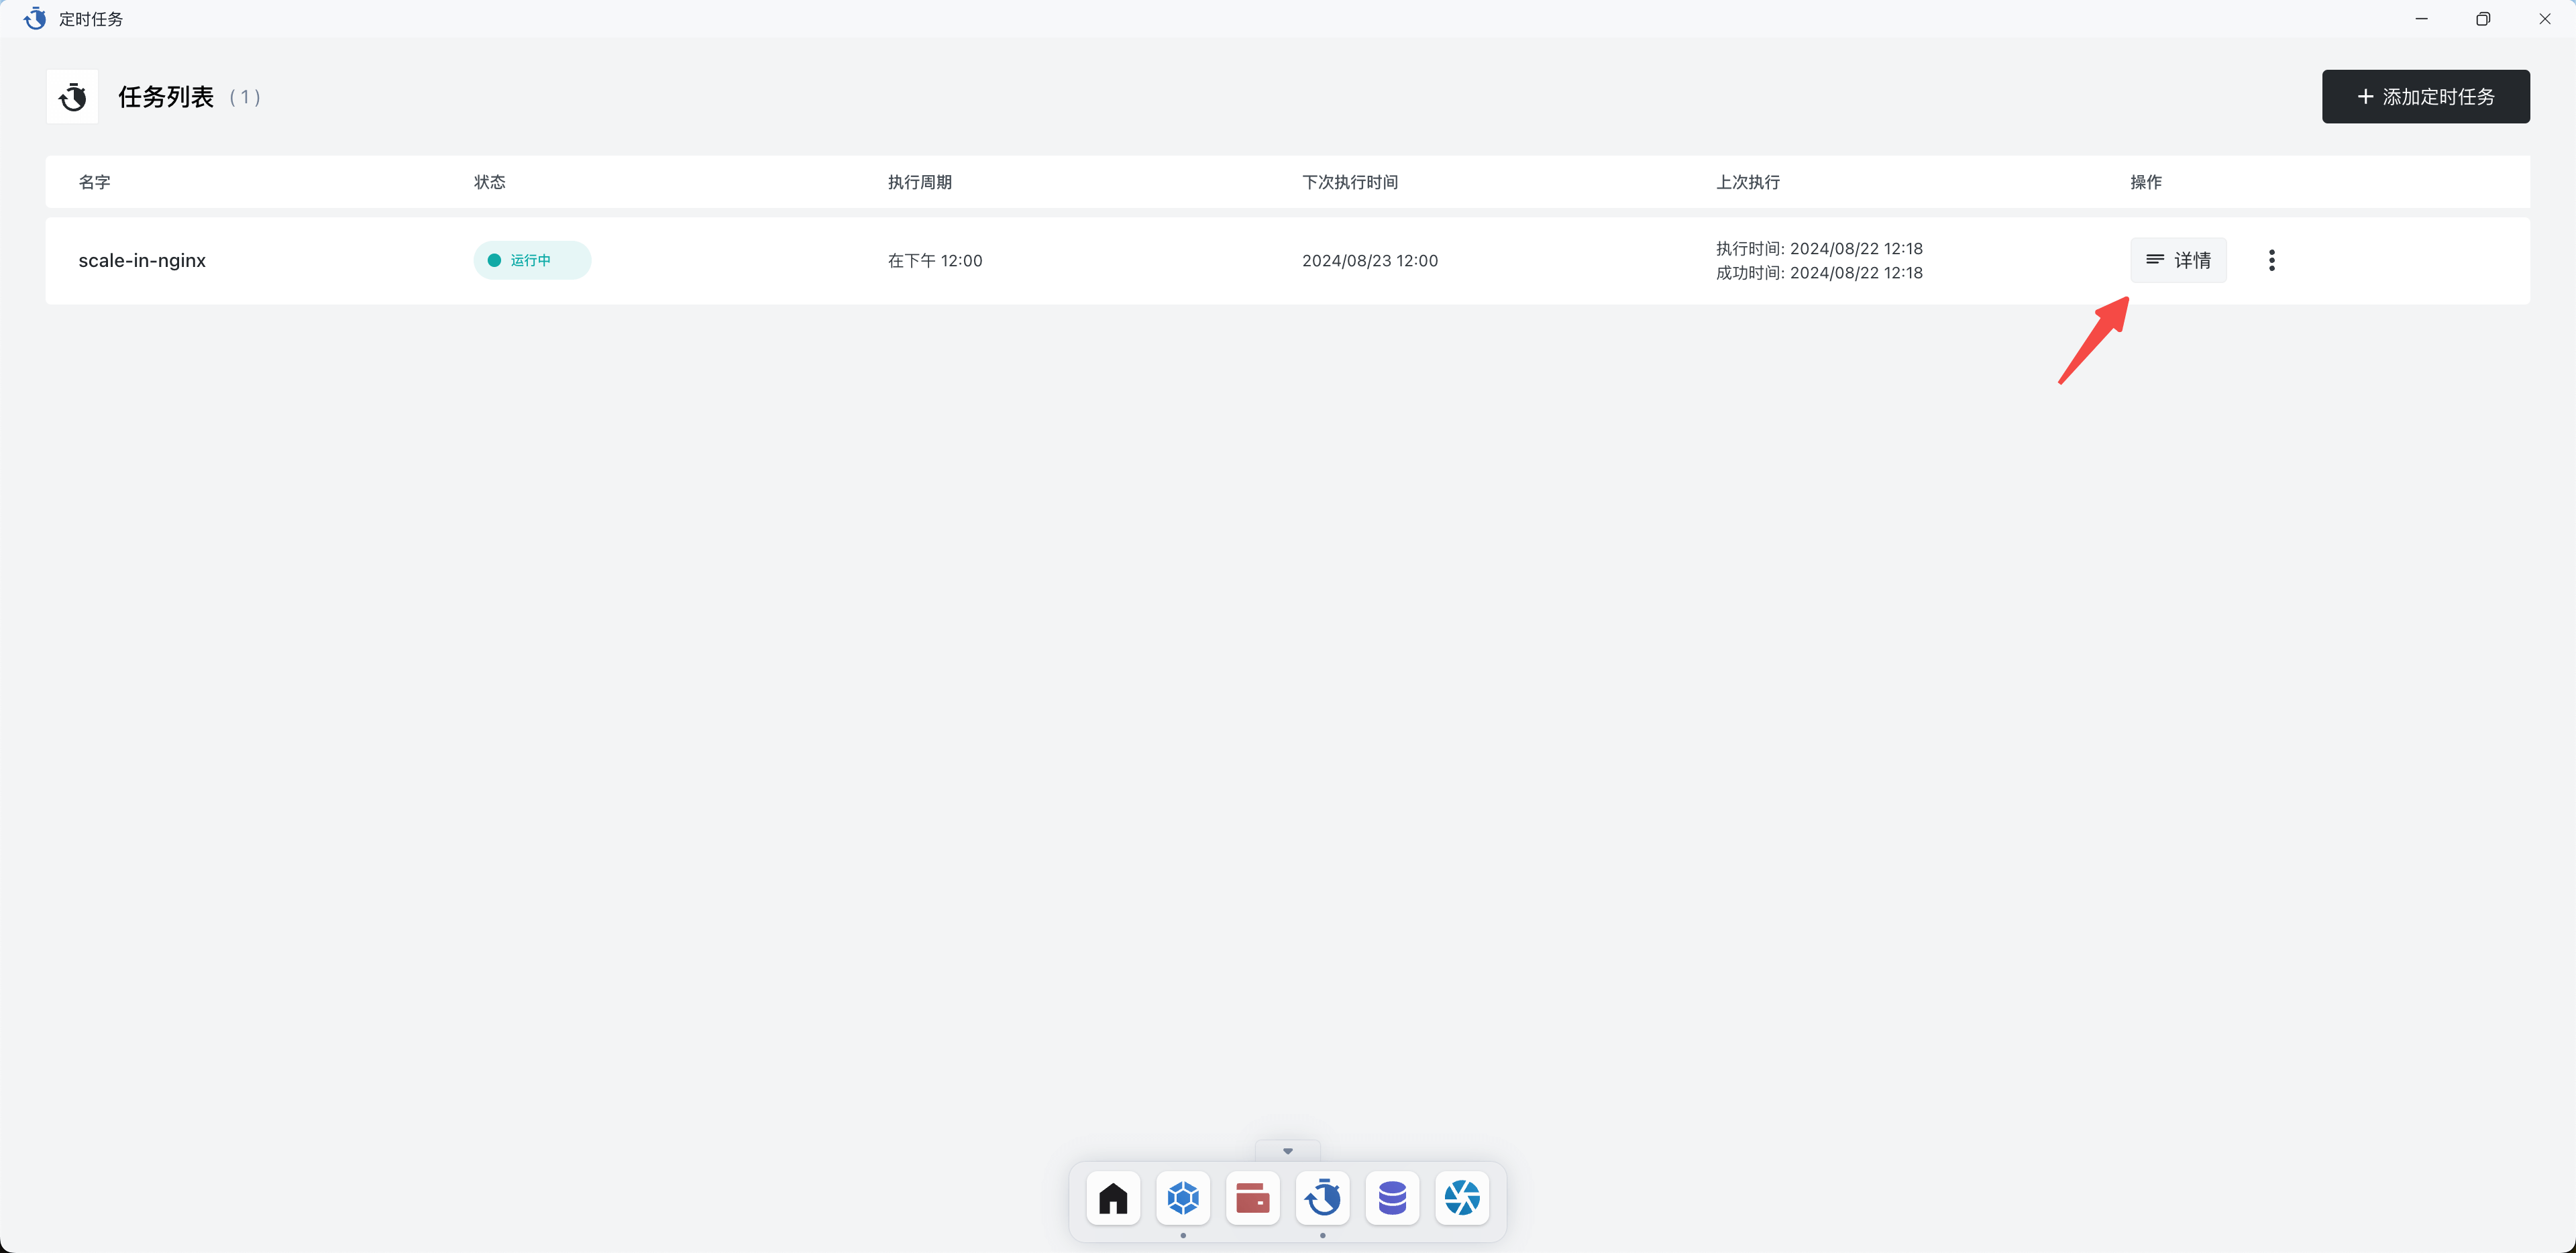 定时任务
任务列表 (1)
添加定时任务
名字 状态 执行周期 下次执行时间 上次执行 操作
scale-in-nginx 运行中 在下午 12:00 2024/08/23 12:00 执行时间: 2024/08/22 12:18
成功时间: 2024/08/22 12:18
详情